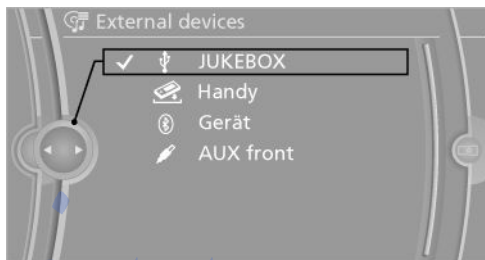 External devices
JUKEBOX
Handy
Gerät
AUX front